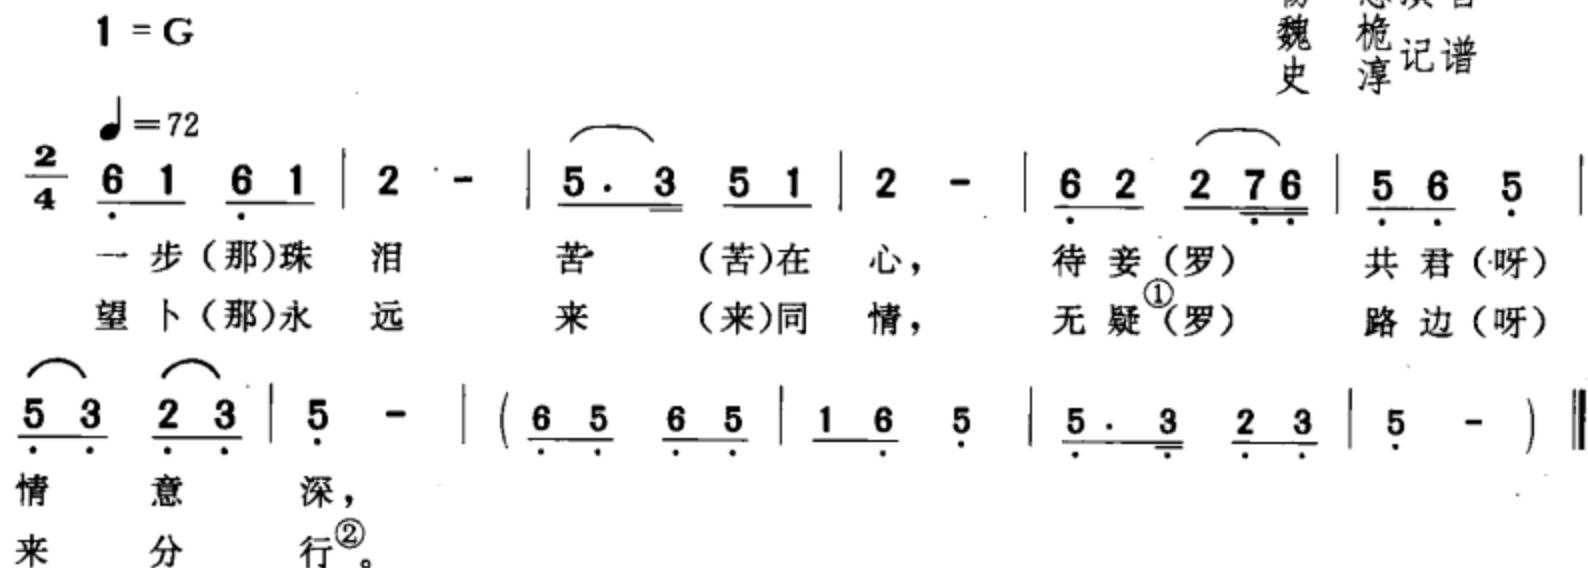 1 = G
魏 桅 记谱
史 淳
♩=72
2/4 6̣ 1 6̣ 1 | 2 - | 5 . 3 5 1 | 2 - | 6̣ 2 2 7̣ 6̣ | 5̣ 6̣ 5̣ |
一 步 (那)珠 泪 苦 (苦)在 心, 待 妾 (罗) 共 君 (呀)
望 卜 (那)永 远 来 (来)同 情, 无 疑①(罗) 路 边 (呀)
5̣ 3̣ 2̣ 3̣ | 5̣ - | ( 6̣ 5̣ 6̣ 5̣ | 1 6̣ 5̣ | 5̣ . 3̣ 2̣ 3̣ | 5̣ - ) ‖
情 意 深,
来 分 行②。